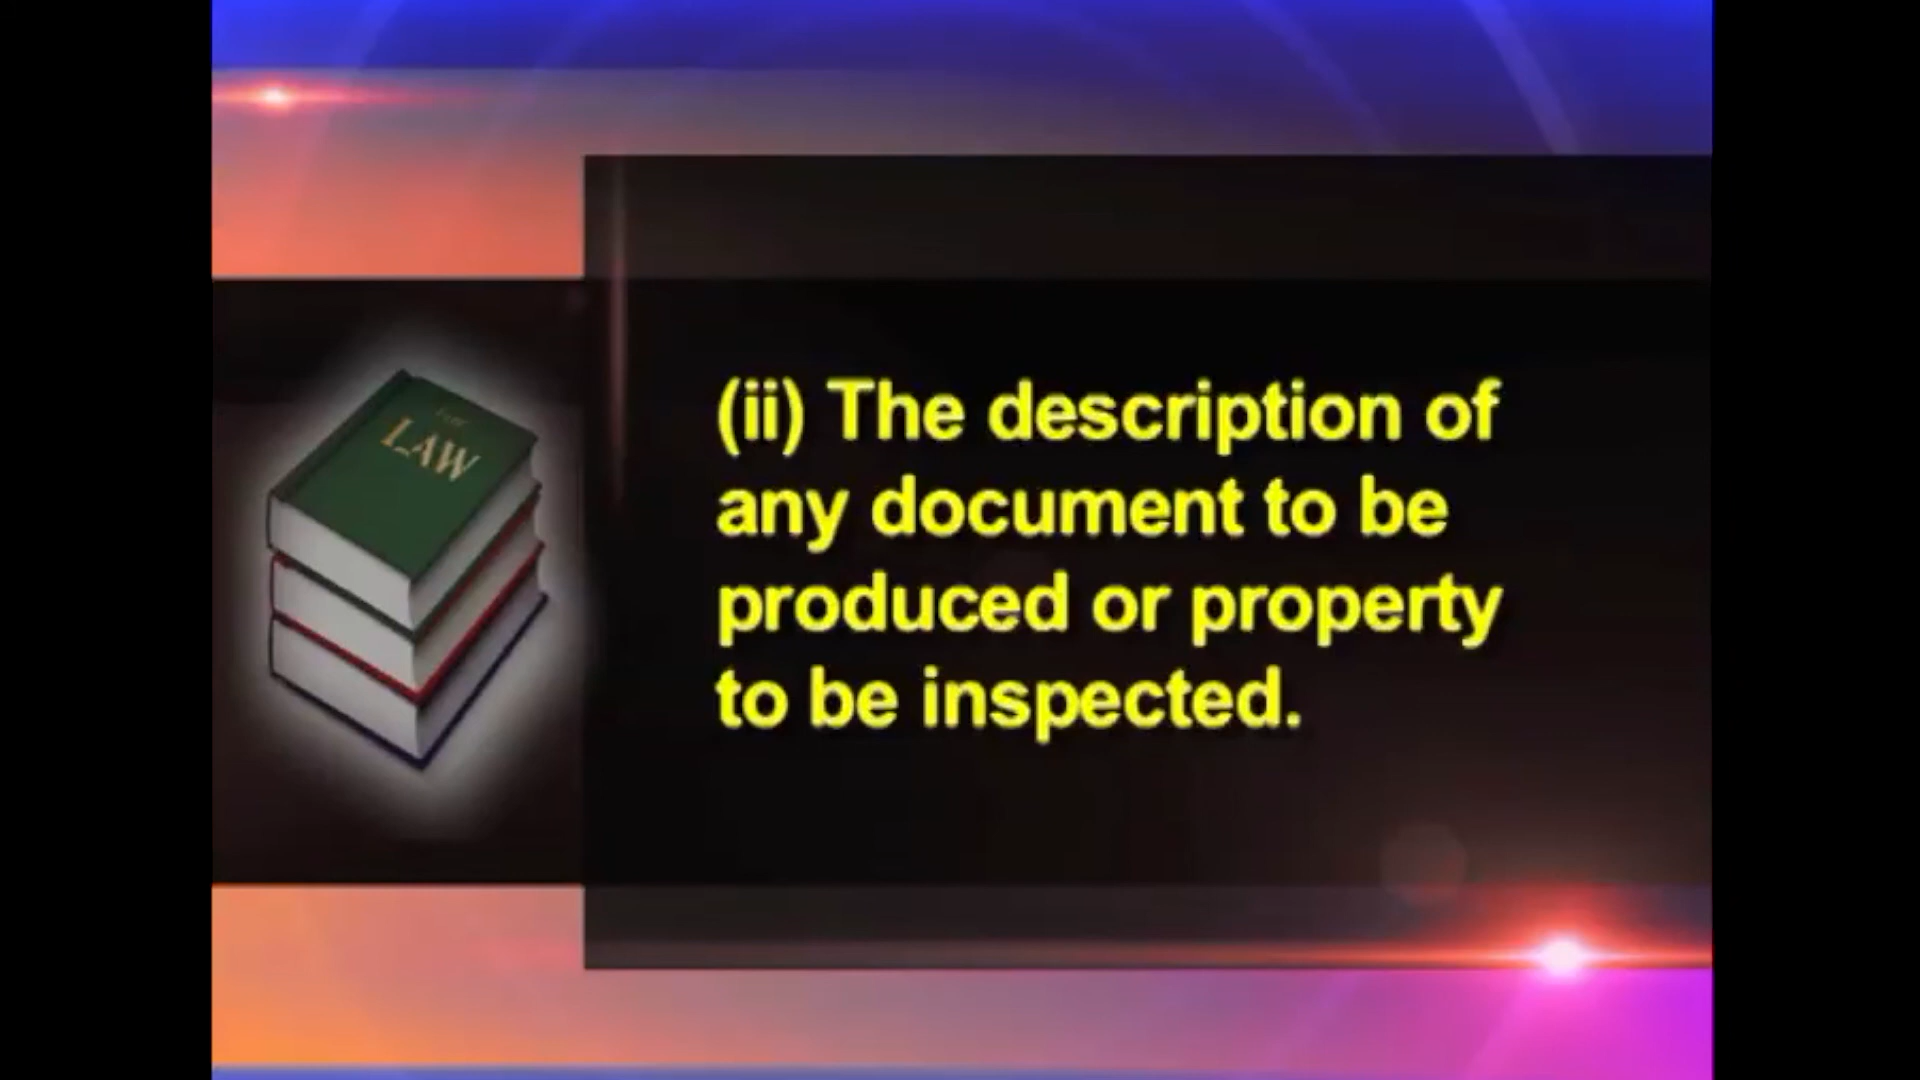 LAW
(ii) The description of
any document to be
produced or property
to be inspected.